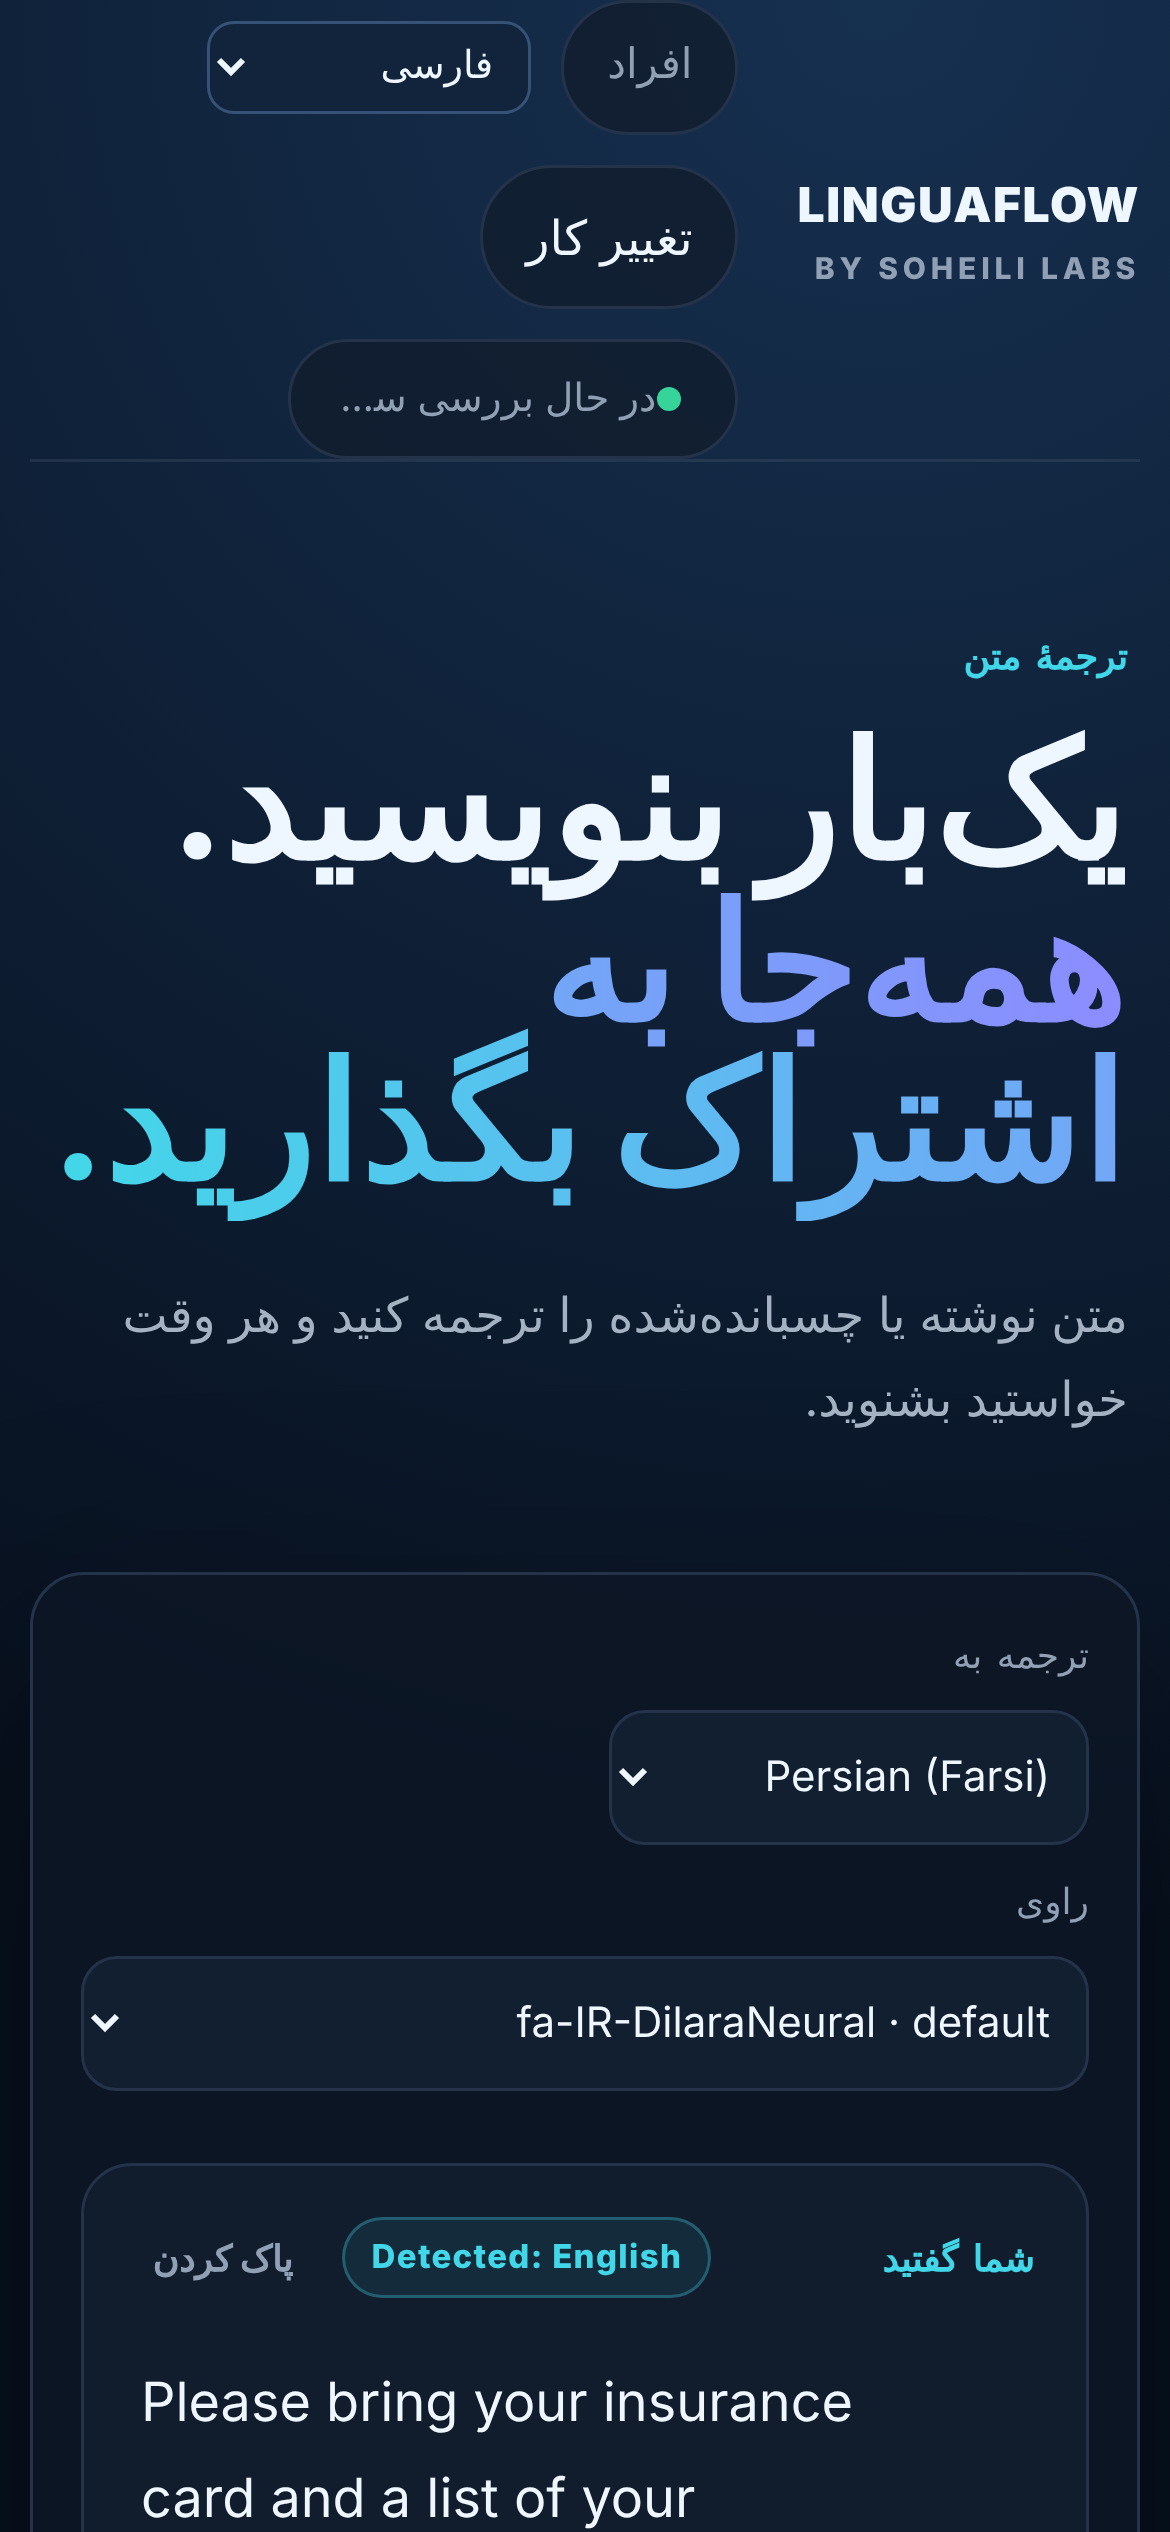 افراد
فارسی
LINGUAFLOW
BY SOHEILI LABS
تغییر کار
در حال بررسی س...
ترجمهٔ متن
یک‌بار بنویسید.
همه‌جا به
اشتراک بگذارید.
متن نوشته یا چسبانده‌شده را ترجمه کنید و هر وقت
خواستید بشنوید.
ترجمه به
Persian (Farsi)
راوی
fa-IR-DilaraNeural · default
شما گفتید
Detected: English
پاک کردن
Please bring your insurance
card and a list of your